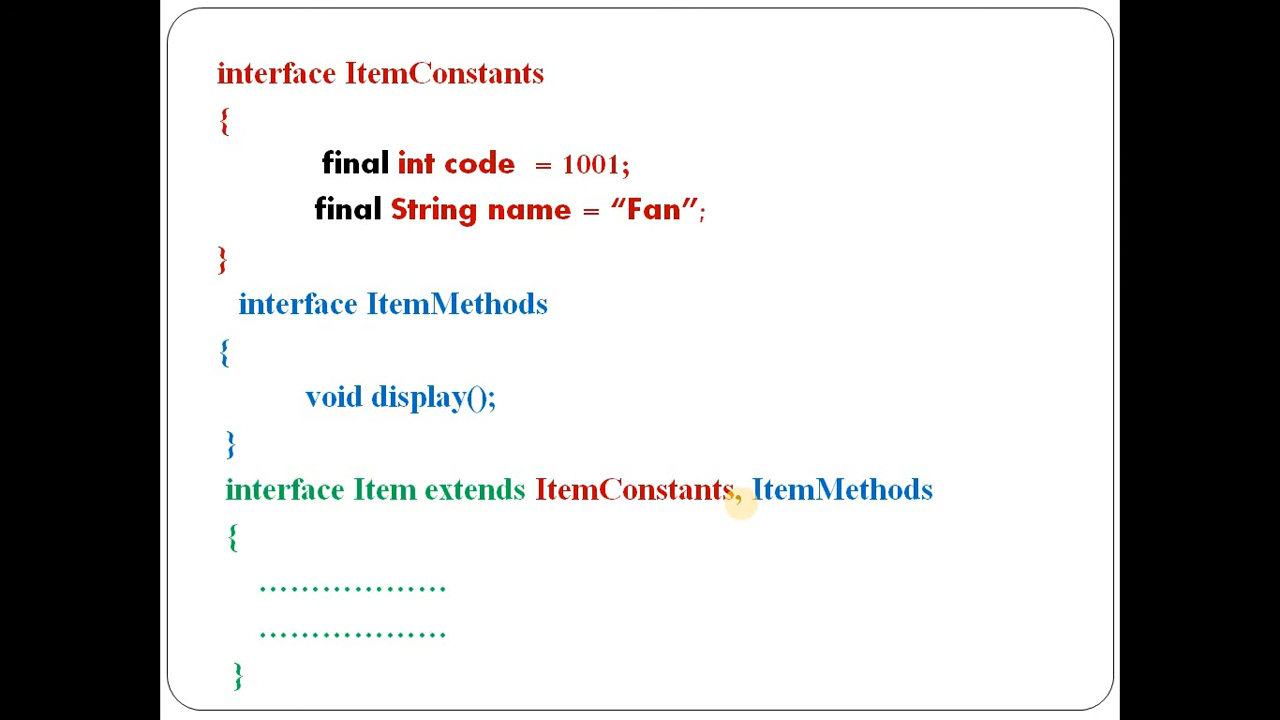 interface ItemConstants
{
final int code = 1001;
final String name = “Fan”;
}
interface ItemMethods
{
void display();
}
interface Item extends ItemConstants, ItemMethods
{
………………
………………
}